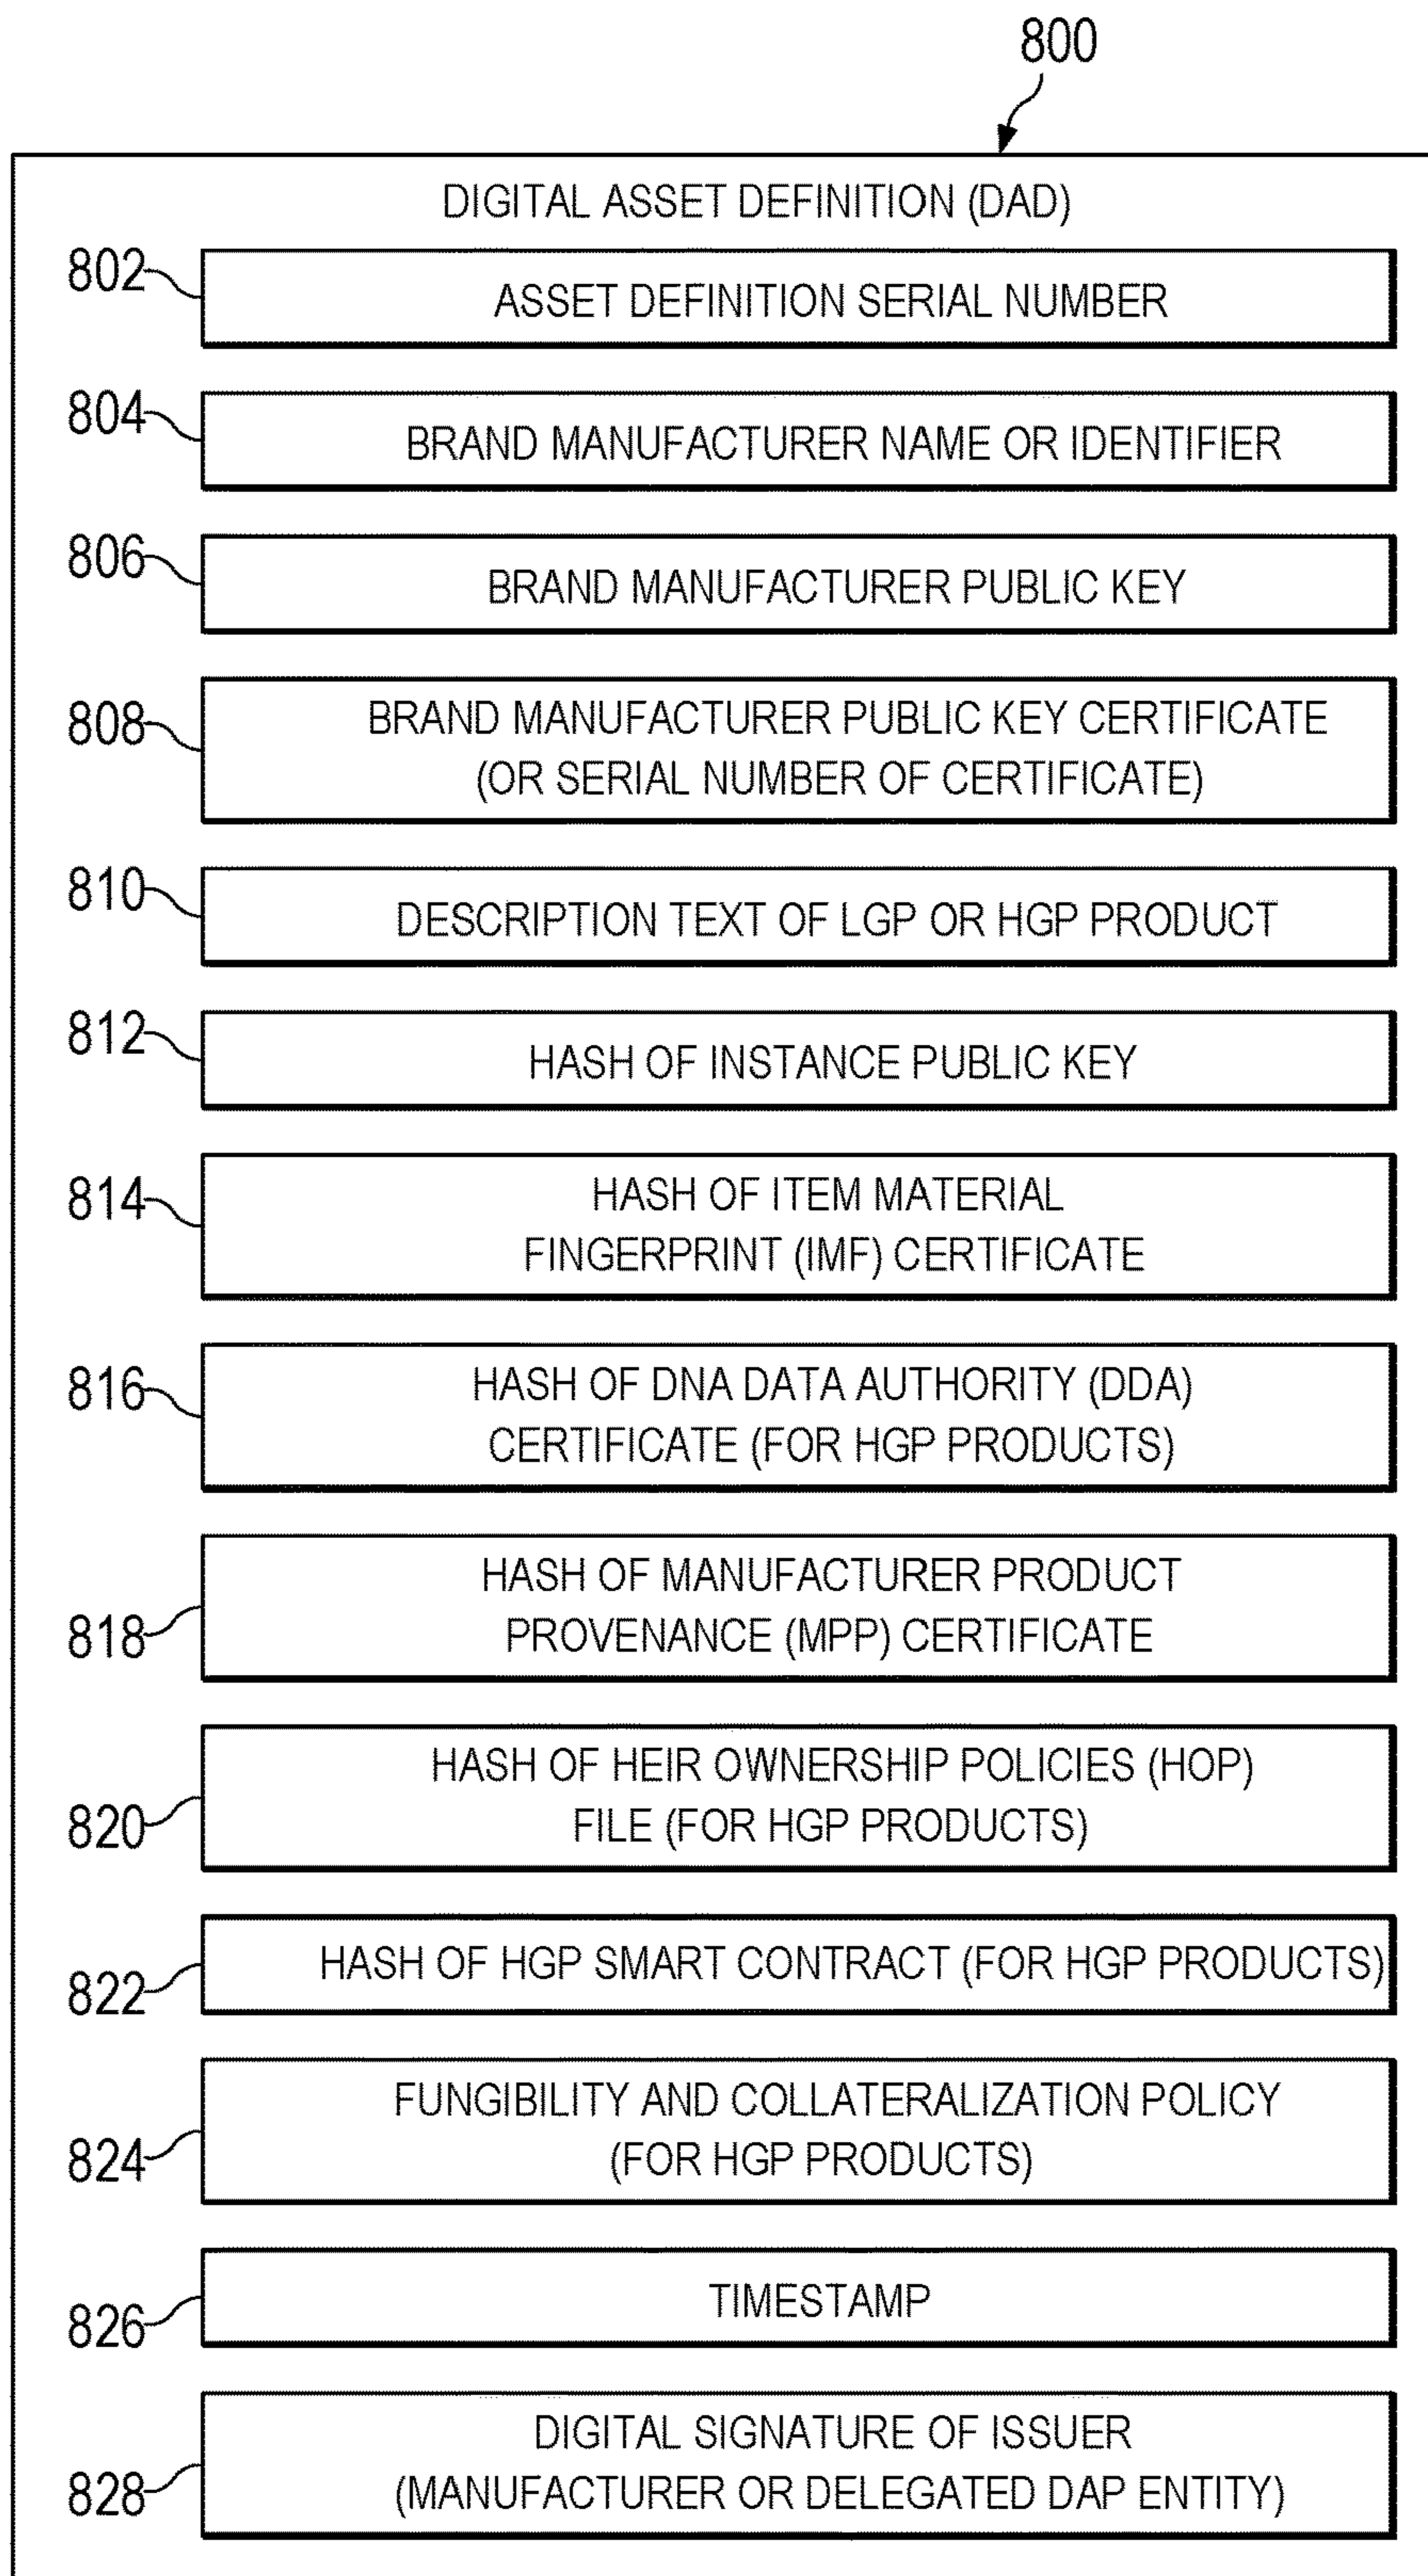 800
DIGITAL ASSET DEFINITION (DAD)
802
ASSET DEFINITION SERIAL NUMBER
804
BRAND MANUFACTURER NAME OR IDENTIFIER
806
BRAND MANUFACTURER PUBLIC KEY
808
BRAND MANUFACTURER PUBLIC KEY CERTIFICATE
(OR SERIAL NUMBER OF CERTIFICATE)
810
DESCRIPTION TEXT OF LGP OR HGP PRODUCT
812
HASH OF INSTANCE PUBLIC KEY
814
HASH OF ITEM MATERIAL
FINGERPRINT (IMF) CERTIFICATE
816
HASH OF DNA DATA AUTHORITY (DDA)
CERTIFICATE (FOR HGP PRODUCTS)
818
HASH OF MANUFACTURER PRODUCT
PROVENANCE (MPP) CERTIFICATE
820
HASH OF HEIR OWNERSHIP POLICIES (HOP)
FILE (FOR HGP PRODUCTS)
822
HASH OF HGP SMART CONTRACT (FOR HGP PRODUCTS)
824
FUNGIBILITY AND COLLATERALIZATION POLICY
(FOR HGP PRODUCTS)
826
TIMESTAMP
828
DIGITAL SIGNATURE OF ISSUER
(MANUFACTURER OR DELEGATED DAP ENTITY)